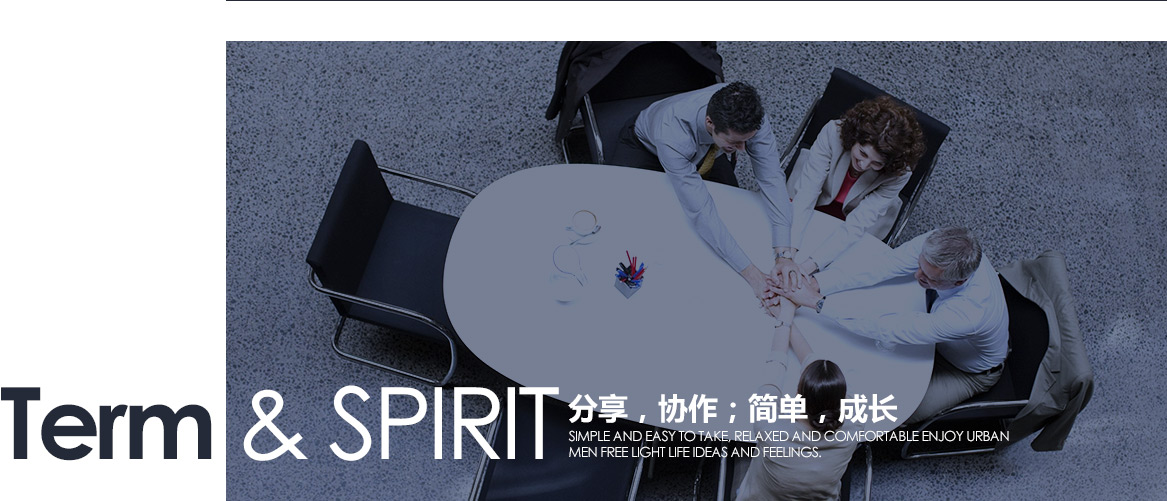 Term & SPIRIT
分享，协作；简单，成长
SIMPLE AND EASY TO TAKE, RELAXED AND COMFORTABLE ENJOY URBAN
MEN FREE LIGHT LIFE IDEAS AND FEELINGS.